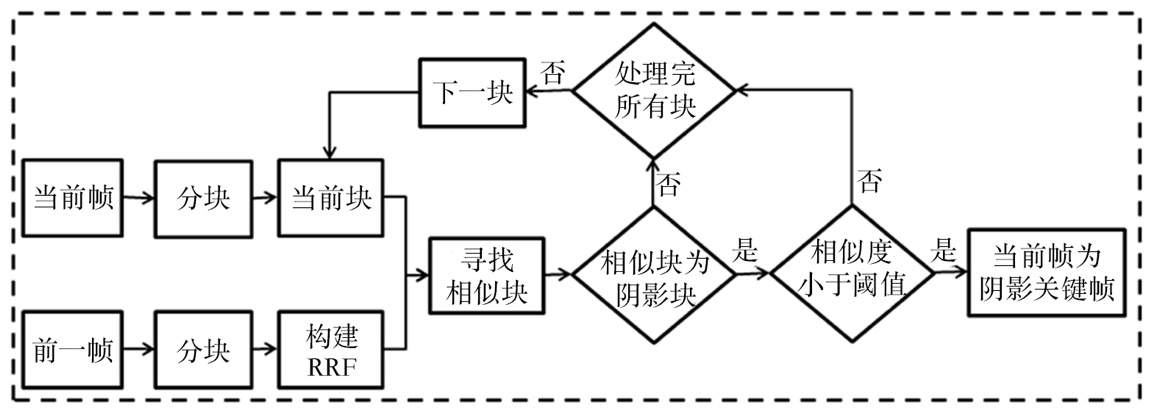 下一块
否
处理完
所有块
当前帧
分块
当前块
否
否
寻找
相似块
相似块为
阴影块
是
相似度
小于阈值
是
当前帧为
阴影关键帧
前一帧
分块
构建
RRF